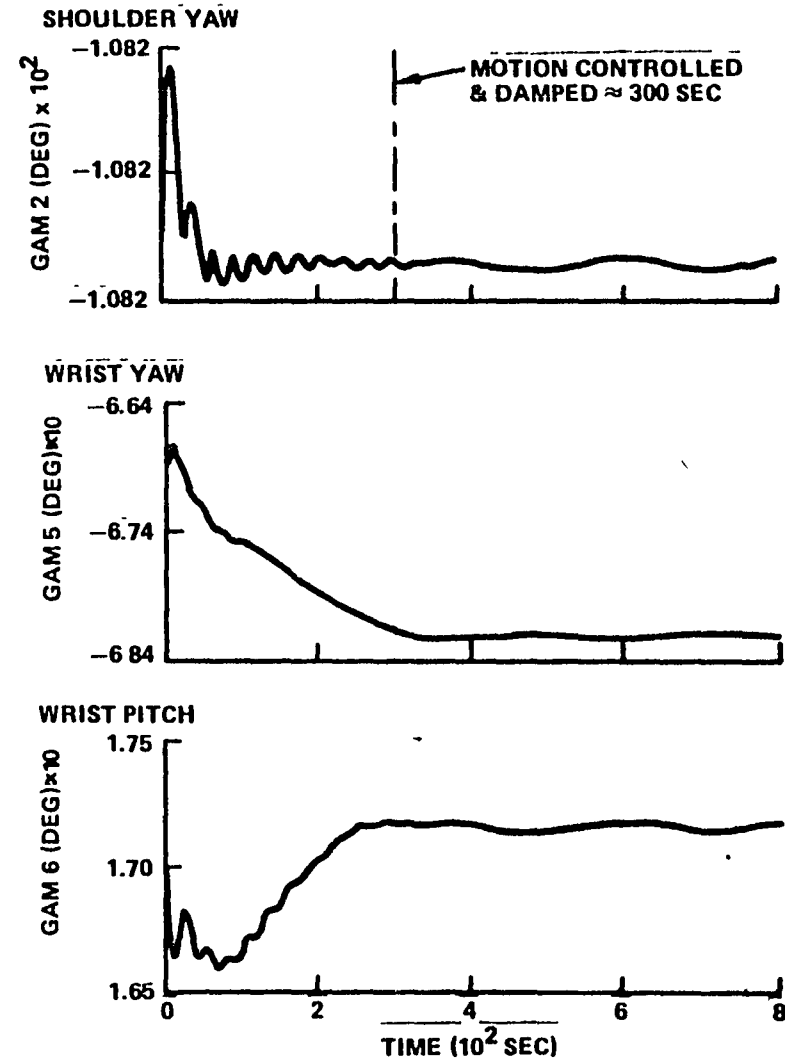 SHOULDER YAW
−1.082
−1.082
−1.082
GAM 2 (DEG) x 10²
MOTION CONTROLLED
& DAMPED ≈ 300 SEC
WRIST YAW
−6.64
−6.74
−6 84
GAM 5 (DEG)x10
WRIST PITCH
1.75
1.70
1.65
GAM 6 (DEG)x10
0 2 4 6 8
TIME (10² SEC)